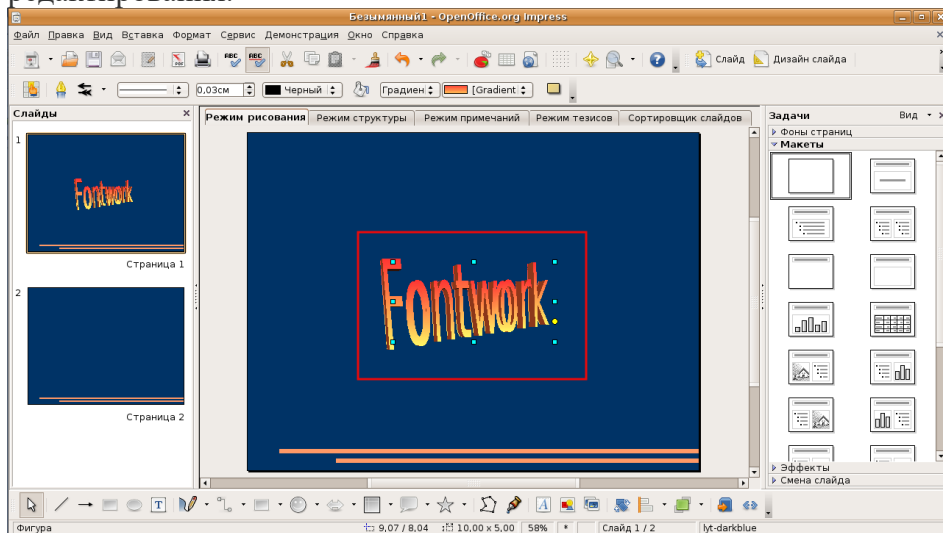 редактирования.
Безымянный1 - OpenOffice.org Impress
Файл Правка Вид Вставка Формат Сервис Демонстрация Окно Справка
Слайд Дизайн слайда
0,03см Черный Градиен [Gradient
Слайды
Режим рисования Режим структуры Режим примечаний Режим тезисов Сортировщик слайдов
Задачи Вид
Фоны страниц
Макеты
1
Fontwork
Страница 1
2
Страница 2
Fontwork
Эффекты
Смена слайда
Фигура 9,07 / 8,04 10,00 x 5,00 58% * Слайд 1 / 2 lyt-darkblue